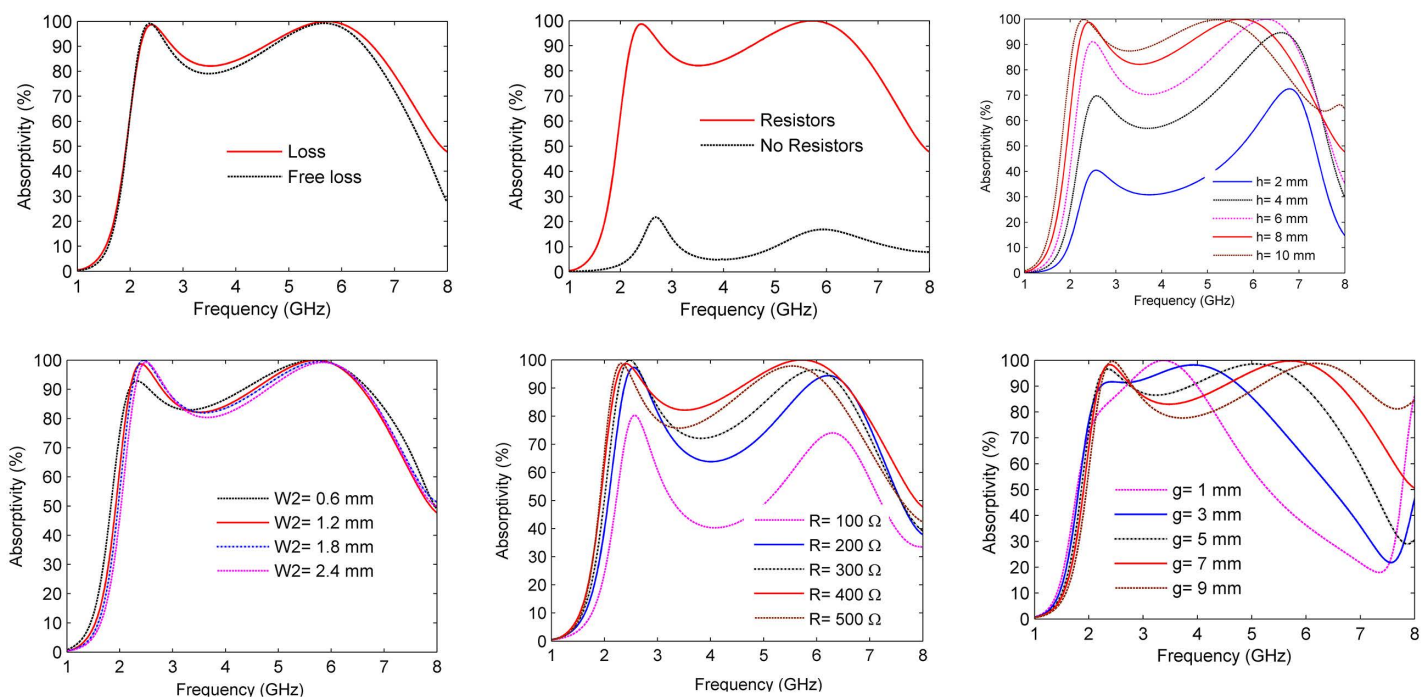 100
90
80
70
60
50
40
30
20
10
0
Absorptivity (%)
Loss
Free loss
1 2 3 4 5 6 7 8
Frequency (GHz)
100
90
80
70
60
50
40
30
20
10
0
Absorptivity (%)
Resistors
No Resistors
1 2 3 4 5 6 7 8
Frequency (GHz)
100
90
80
70
60
50
40
30
20
10
0
Absorptivity (%)
h= 2 mm
h= 4 mm
h= 6 mm
h= 8 mm
h= 10 mm
1 2 3 4 5 6 7 8
Frequency (GHz)
100
90
80
70
60
50
40
30
20
10
0
Absorptivity (%)
W2= 0.6 mm
W2= 1.2 mm
W2= 1.8 mm
W2= 2.4 mm
1 2 3 4 5 6 7 8
Frequency (GHz)
100
90
80
70
60
50
40
30
20
10
0
Absorptivity (%)
R= 100 Ω
R= 200 Ω
R= 300 Ω
R= 400 Ω
R= 500 Ω
1 2 3 4 5 6 7 8
Frequency (GHz)
100
90
80
70
60
50
40
30
20
10
0
Absorptivity (%)
g= 1 mm
g= 3 mm
g= 5 mm
g= 7 mm
g= 9 mm
1 2 3 4 5 6 7 8
Frequency (GHz)